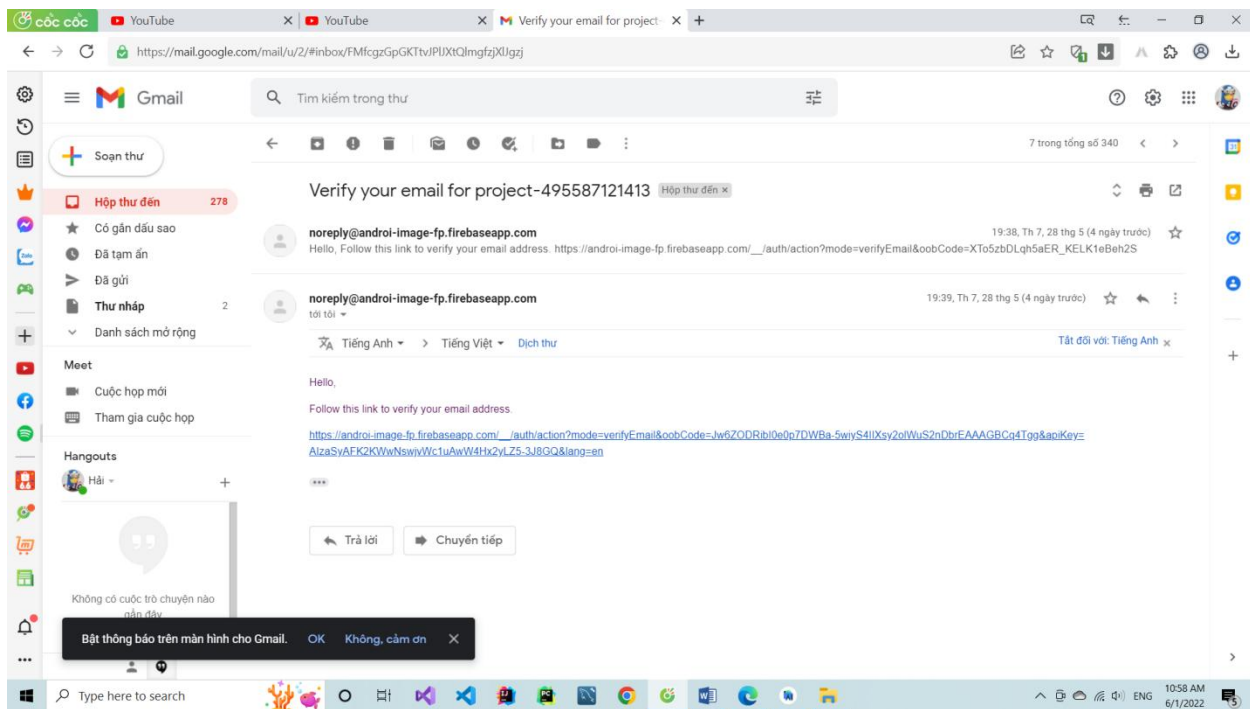 cốc cốc
YouTube
YouTube
Verify your email for project-
https://mail.google.com/mail/u/2/#inbox/FMfcgzGpGKTtvJPlJXtQlmgfzjXlJgzj
Gmail
Tìm kiếm trong thư
Soạn thư
7 trong tổng số 340
Hộp thư đến 278
Có gắn dấu sao
Đã tạm ẩn
Đã gửi
Thư nháp 2
Danh sách mở rộng
Meet
Cuộc họp mới
Tham gia cuộc họp
Hangouts
Hải
Không có cuộc trò chuyện nào
gần đây
Verify your email for project-495587121413 Hộp thư đến ×
noreply@androi-image-fp.firebaseapp.com 19:38, Th 7, 28 thg 5 (4 ngày trước)
Hello, Follow this link to verify your email address. https://androi-image-fp.firebaseapp.com/__/auth/action?mode=verifyEmail&oobCode=XTo5zbDLqh5aER_KELK1eBeh2S
noreply@androi-image-fp.firebaseapp.com 19:39, Th 7, 28 thg 5 (4 ngày trước)
tới tôi
Tiếng Anh > Tiếng Việt Dịch thư Tắt đối với: Tiếng Anh ×
Hello,
Follow this link to verify your email address.
https://androi-image-fp.firebaseapp.com/__/auth/action?mode=verifyEmail&oobCode=Jw6ZODRibI0e0p7DWBa-5wiyS4IIXsy2olWuS2nDbrEAAAGBCq4Tgg&apiKey=
AIzaSyAFK2KWwNswjvWc1uAwW4Hx2yLZ5-3J8GQ&lang=en
Trả lời
Chuyển tiếp
Bật thông báo trên màn hình cho Gmail. OK Không, cảm ơn
Zalo
31
Type here to search
ENG
10:58 AM
6/1/2022
5